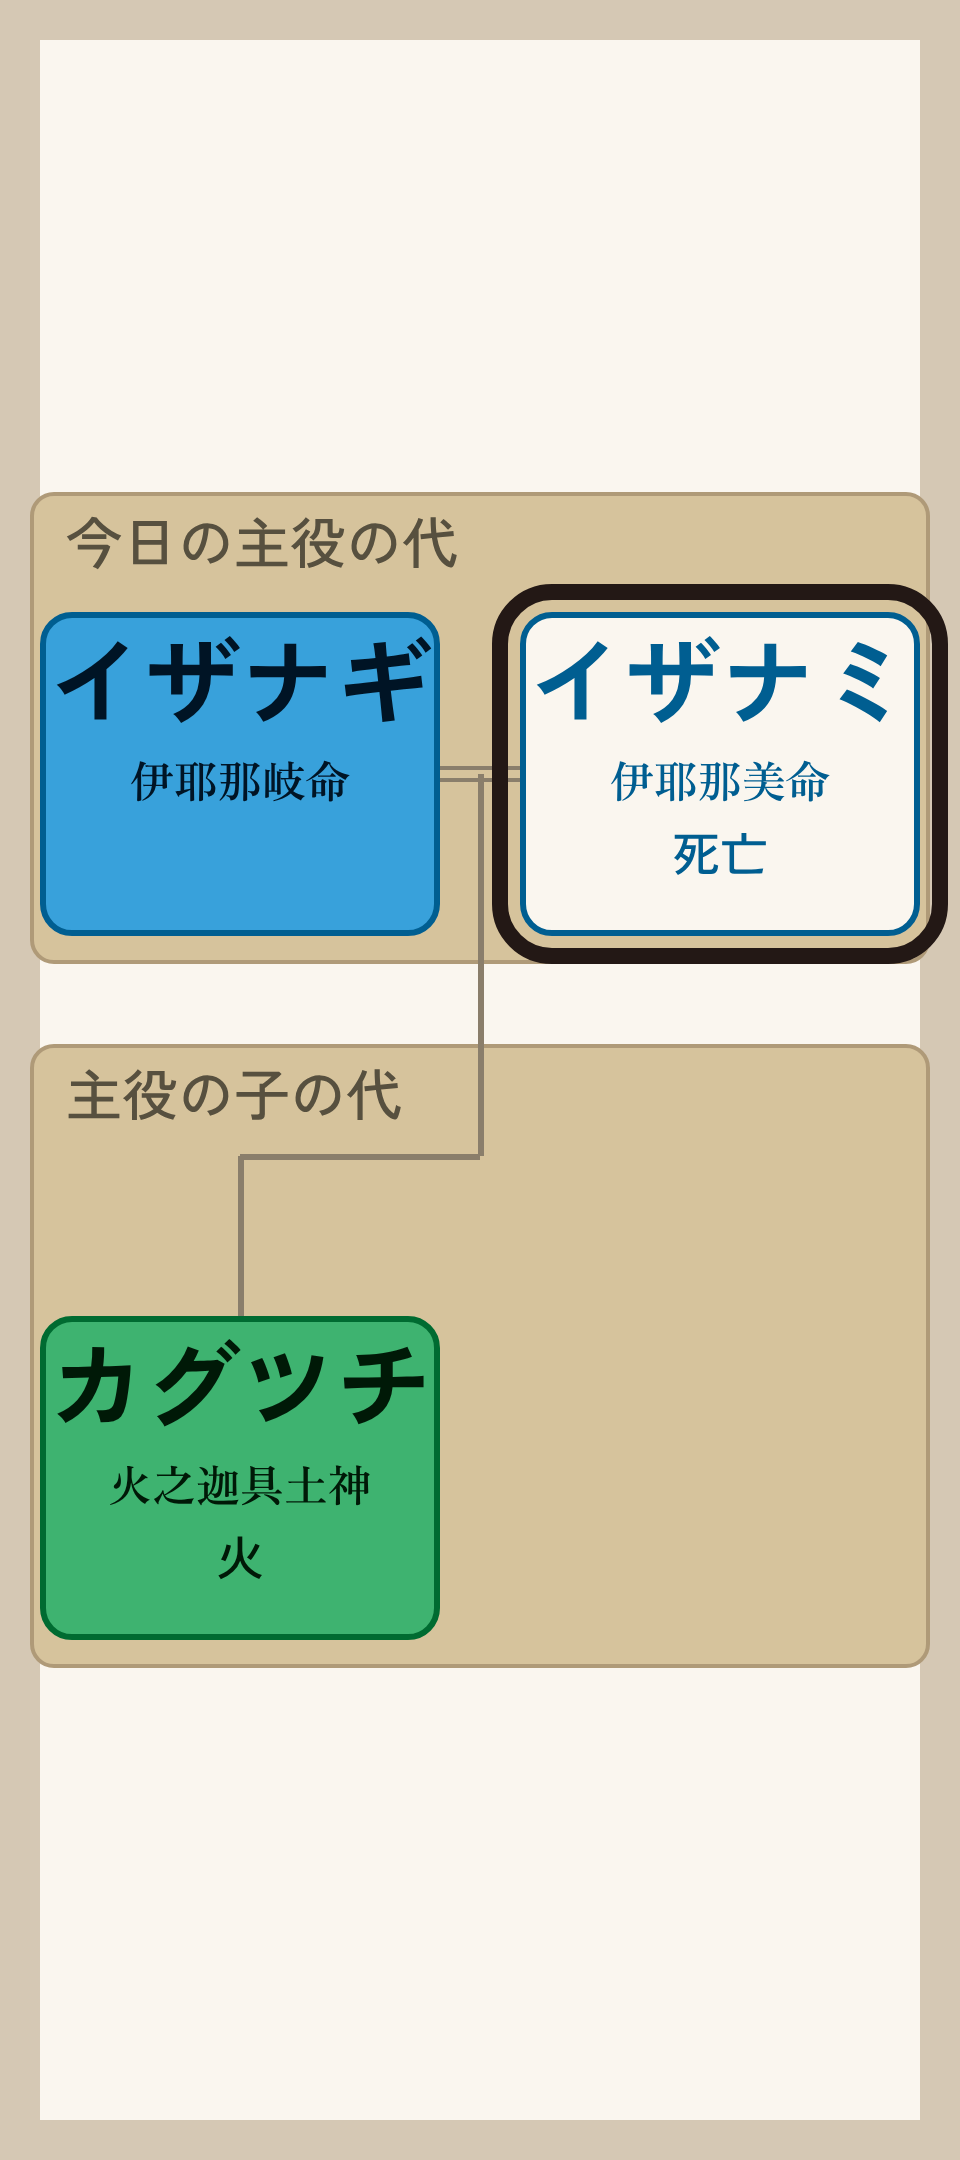 今日の主役の代
イザナギ
伊耶那岐命
イザナミ
伊耶那美命
死亡
主役の子の代
カグツチ
火之迦具土神
火